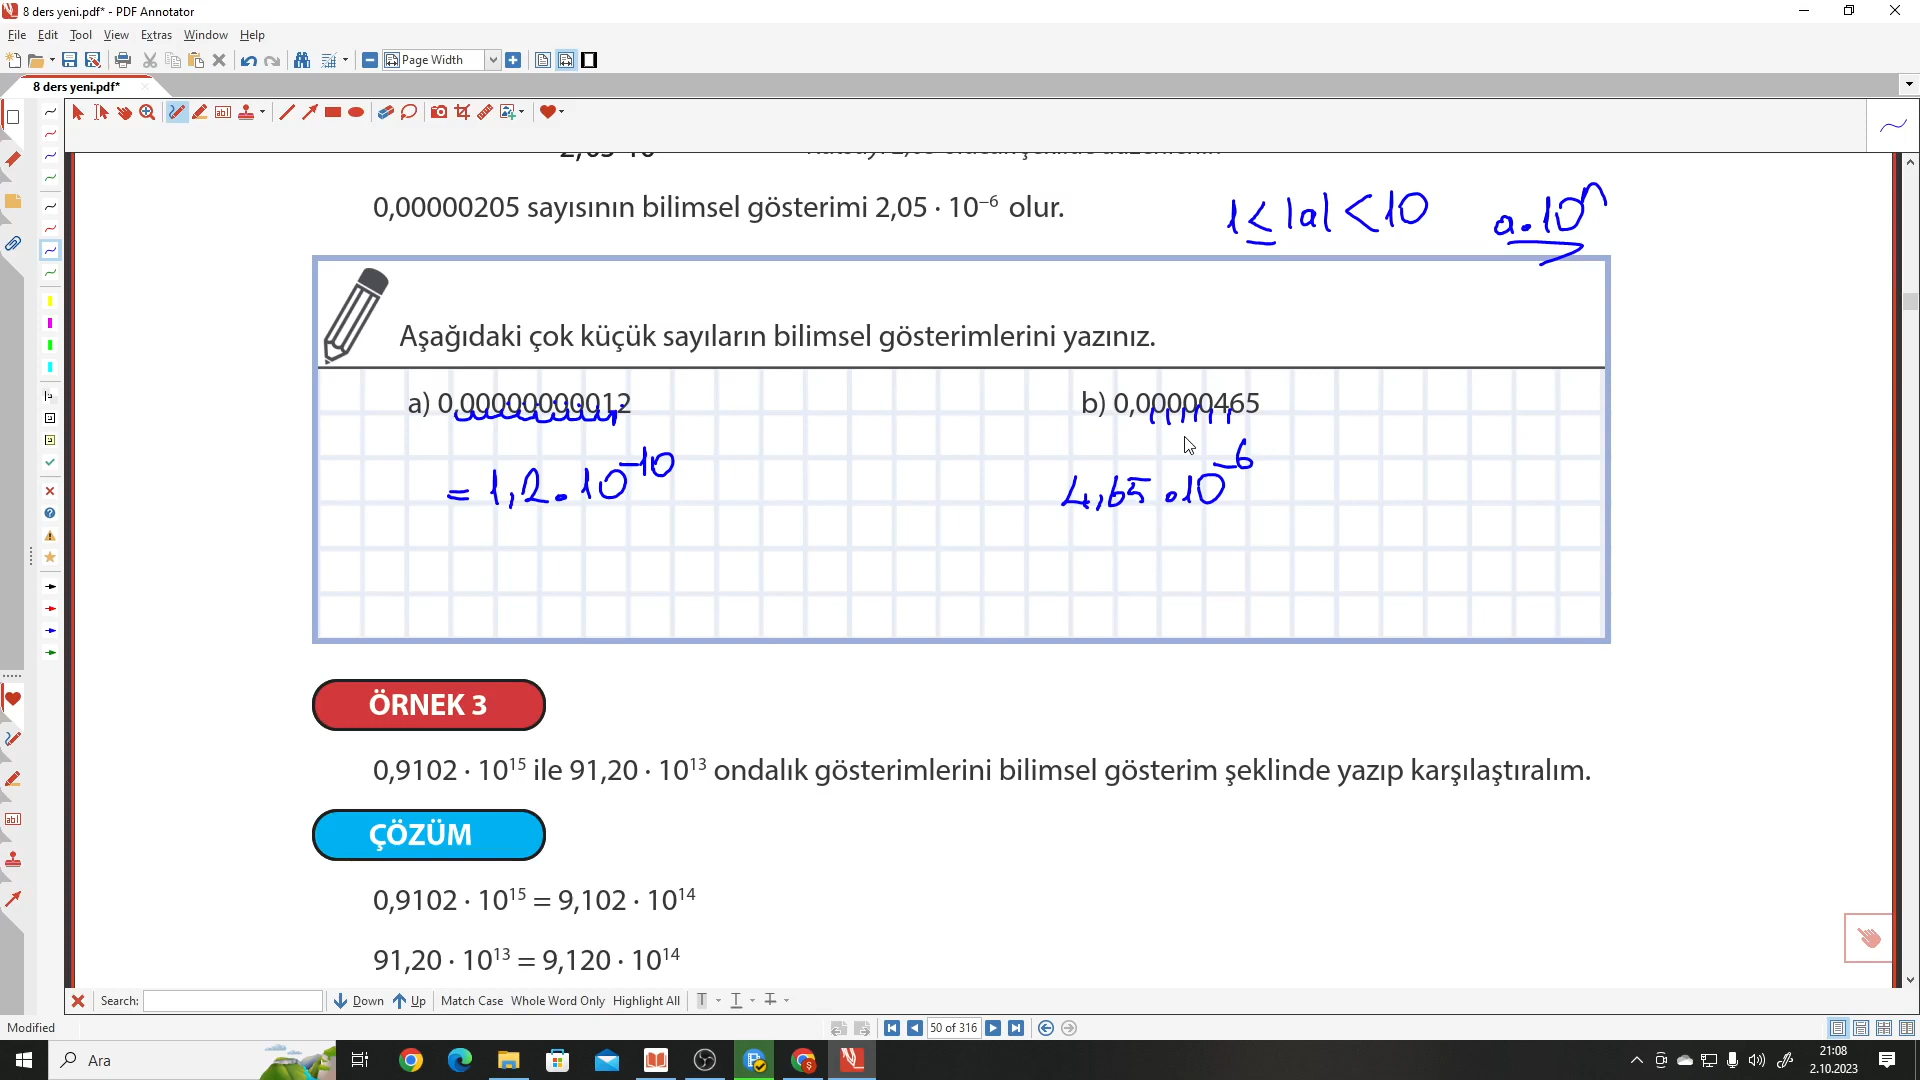 8 ders yeni.pdf* - PDF Annotator
File Edit Tool View Extras Window Help
Page Width
8 ders yeni.pdf*
0,00000205 sayısının bilimsel gösterimi 2,05 · 10⁻⁶ olur.
1 ≤ |a| < 10 a.10ⁿ
Aşağıdaki çok küçük sayıların bilimsel gösterimlerini yazınız.
a) 0,00000000012 b) 0,00000465
= 1,2.10⁻¹⁰ 4,65.10⁻⁶
ÖRNEK 3
0,9102 · 10¹⁵ ile 91,20 · 10¹³ ondalık gösterimlerini bilimsel gösterim şeklinde yazıp karşılaştıralım.
ÇÖZÜM
0,9102 · 10¹⁵ = 9,102 · 10¹⁴
91,20 · 10¹³ = 9,120 · 10¹⁴
Search: Down Up Match Case Whole Word Only Highlight All
Modified 50 of 316
Ara 21:08
2.10.2023